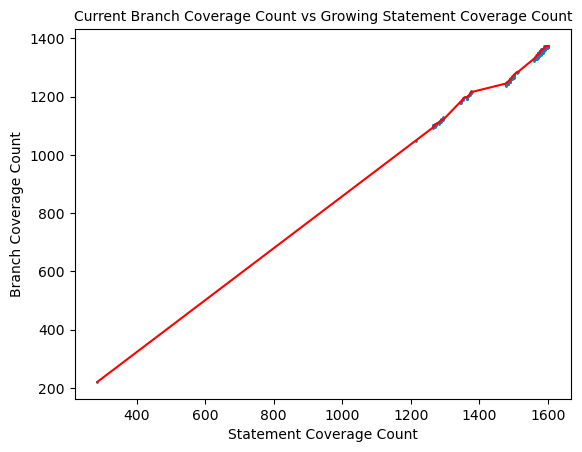 Current Branch Coverage Count vs Growing Statement Coverage Count
1400
1200
1000
800
600
400
200
Branch Coverage Count
400 600 800 1000 1200 1400 1600
Statement Coverage Count